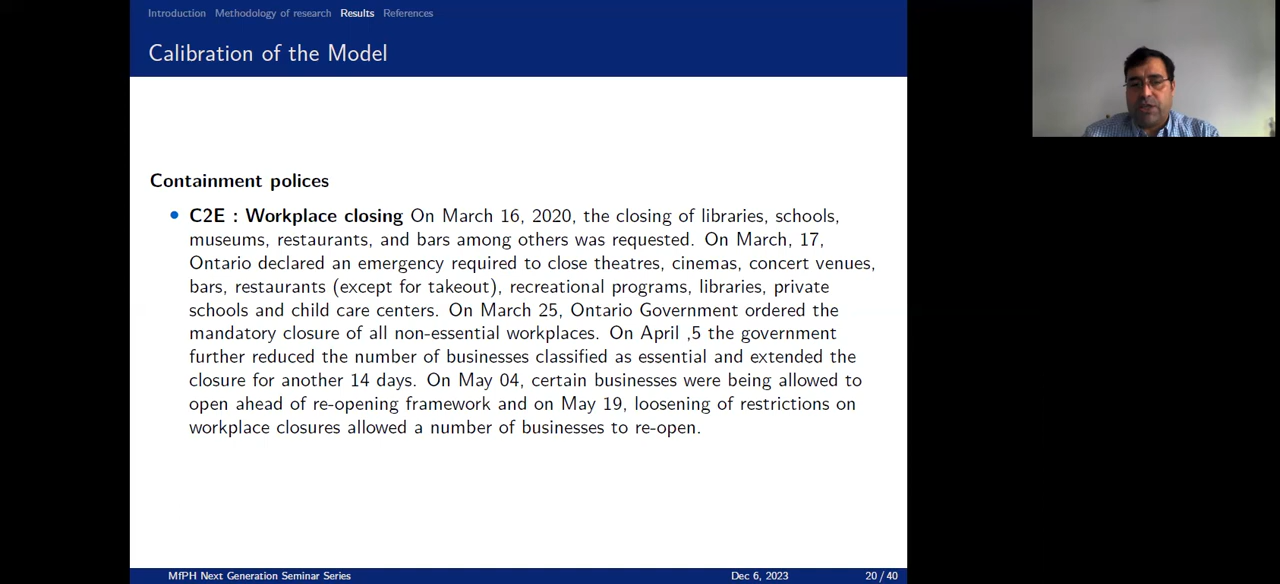 Introduction Methodology of research Results References
Calibration of the Model
Containment polices
C2E : Workplace closing On March 16, 2020, the closing of libraries, schools,
museums, restaurants, and bars among others was requested. On March, 17,
Ontario declared an emergency required to close theatres, cinemas, concert venues,
bars, restaurants (except for takeout), recreational programs, libraries, private
schools and child care centers. On March 25, Ontario Government ordered the
mandatory closure of all non-essential workplaces. On April ,5 the government
further reduced the number of businesses classified as essential and extended the
closure for another 14 days. On May 04, certain businesses were being allowed to
open ahead of re-opening framework and on May 19, loosening of restrictions on
workplace closures allowed a number of businesses to re-open.
MfPH Next Generation Seminar Series Dec 6, 2023 20 / 40